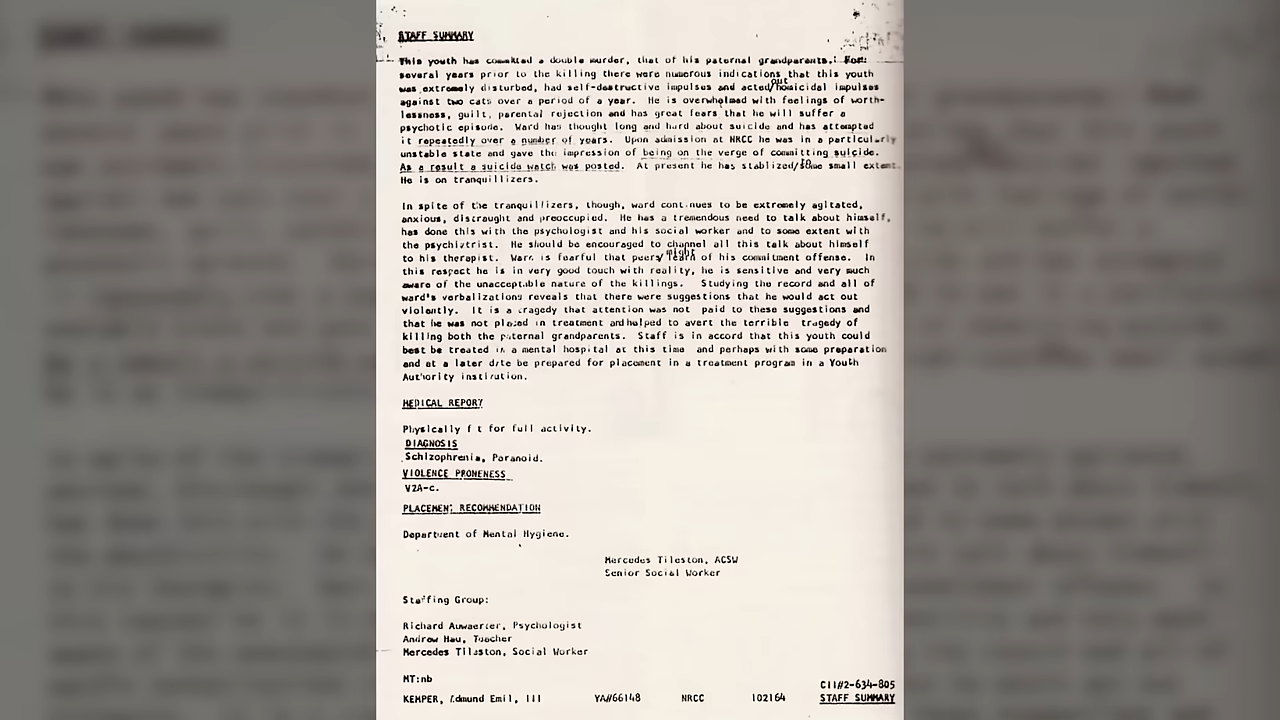 STAFF SUMMARY
This youth has committed a double murder, that of his paternal grandparents. For
several years prior to the killing there were numerous indications that this youth
was extremely disturbed, had self-destructive impulses and acted/homicidal impulses
out
against two cats over a period of a year. He is overwhelmed with feelings of worth-
lessness, guilt, parental rejection and has great fears that he will suffer a
psychotic episode. Ward has thought long and hard about suicide and has attempted
it repeatedly over a number of years. Upon admission at NRCC he was in a particularly
unstable state and gave the impression of being on the verge of committing suicide.
As a result a suicide watch was posted. At present he has stablized/some small extent.
to
He is on tranquillizers.
In spite of the tranquillizers, though, ward continues to be extremely agitated,
anxious, distraught and preoccupied. He has a tremendous need to talk about himself,
has done this with the psychologist and his social worker and to some extent with
the psychiatrist. He should be encouraged to channel all this talk about himself
to his therapist. Ward is fearful that peers/learn of his commitment offense. In
might
this respect he is in very good touch with reality, he is sensitive and very much
aware of the unacceptable nature of the killings. Studying the record and all of
ward's verbalizations reveals that there were suggestions that he would act out
violently. It is a tragedy that attention was not paid to these suggestions and
that he was not placed in treatment and helped to avert the terrible tragedy of
killing both the paternal grandparents. Staff is in accord that this youth could
best be treated in a mental hospital at this time and perhaps with some preparation
and at a later date be prepared for placement in a treatment program in a Youth
Authority institution.
MEDICAL REPORT
Physically fit for full activity.
DIAGNOSIS
Schizophrenia, Paranoid.
VIOLENCE PRONENESS
V2A-c.
PLACEMENT RECOMMENDATION
Department of Mental Hygiene.
Mercedes Tileston, ACSW
Senior Social Worker
Staffing Group:
Richard Auwaerter, Psychologist
Andrew Hau, Teacher
Mercedes Tileston, Social Worker
MT:nb
CII#2-634-805
KEMPER, Edmund Emil, III YA#66148 NRCC 102164 STAFF SUMMARY